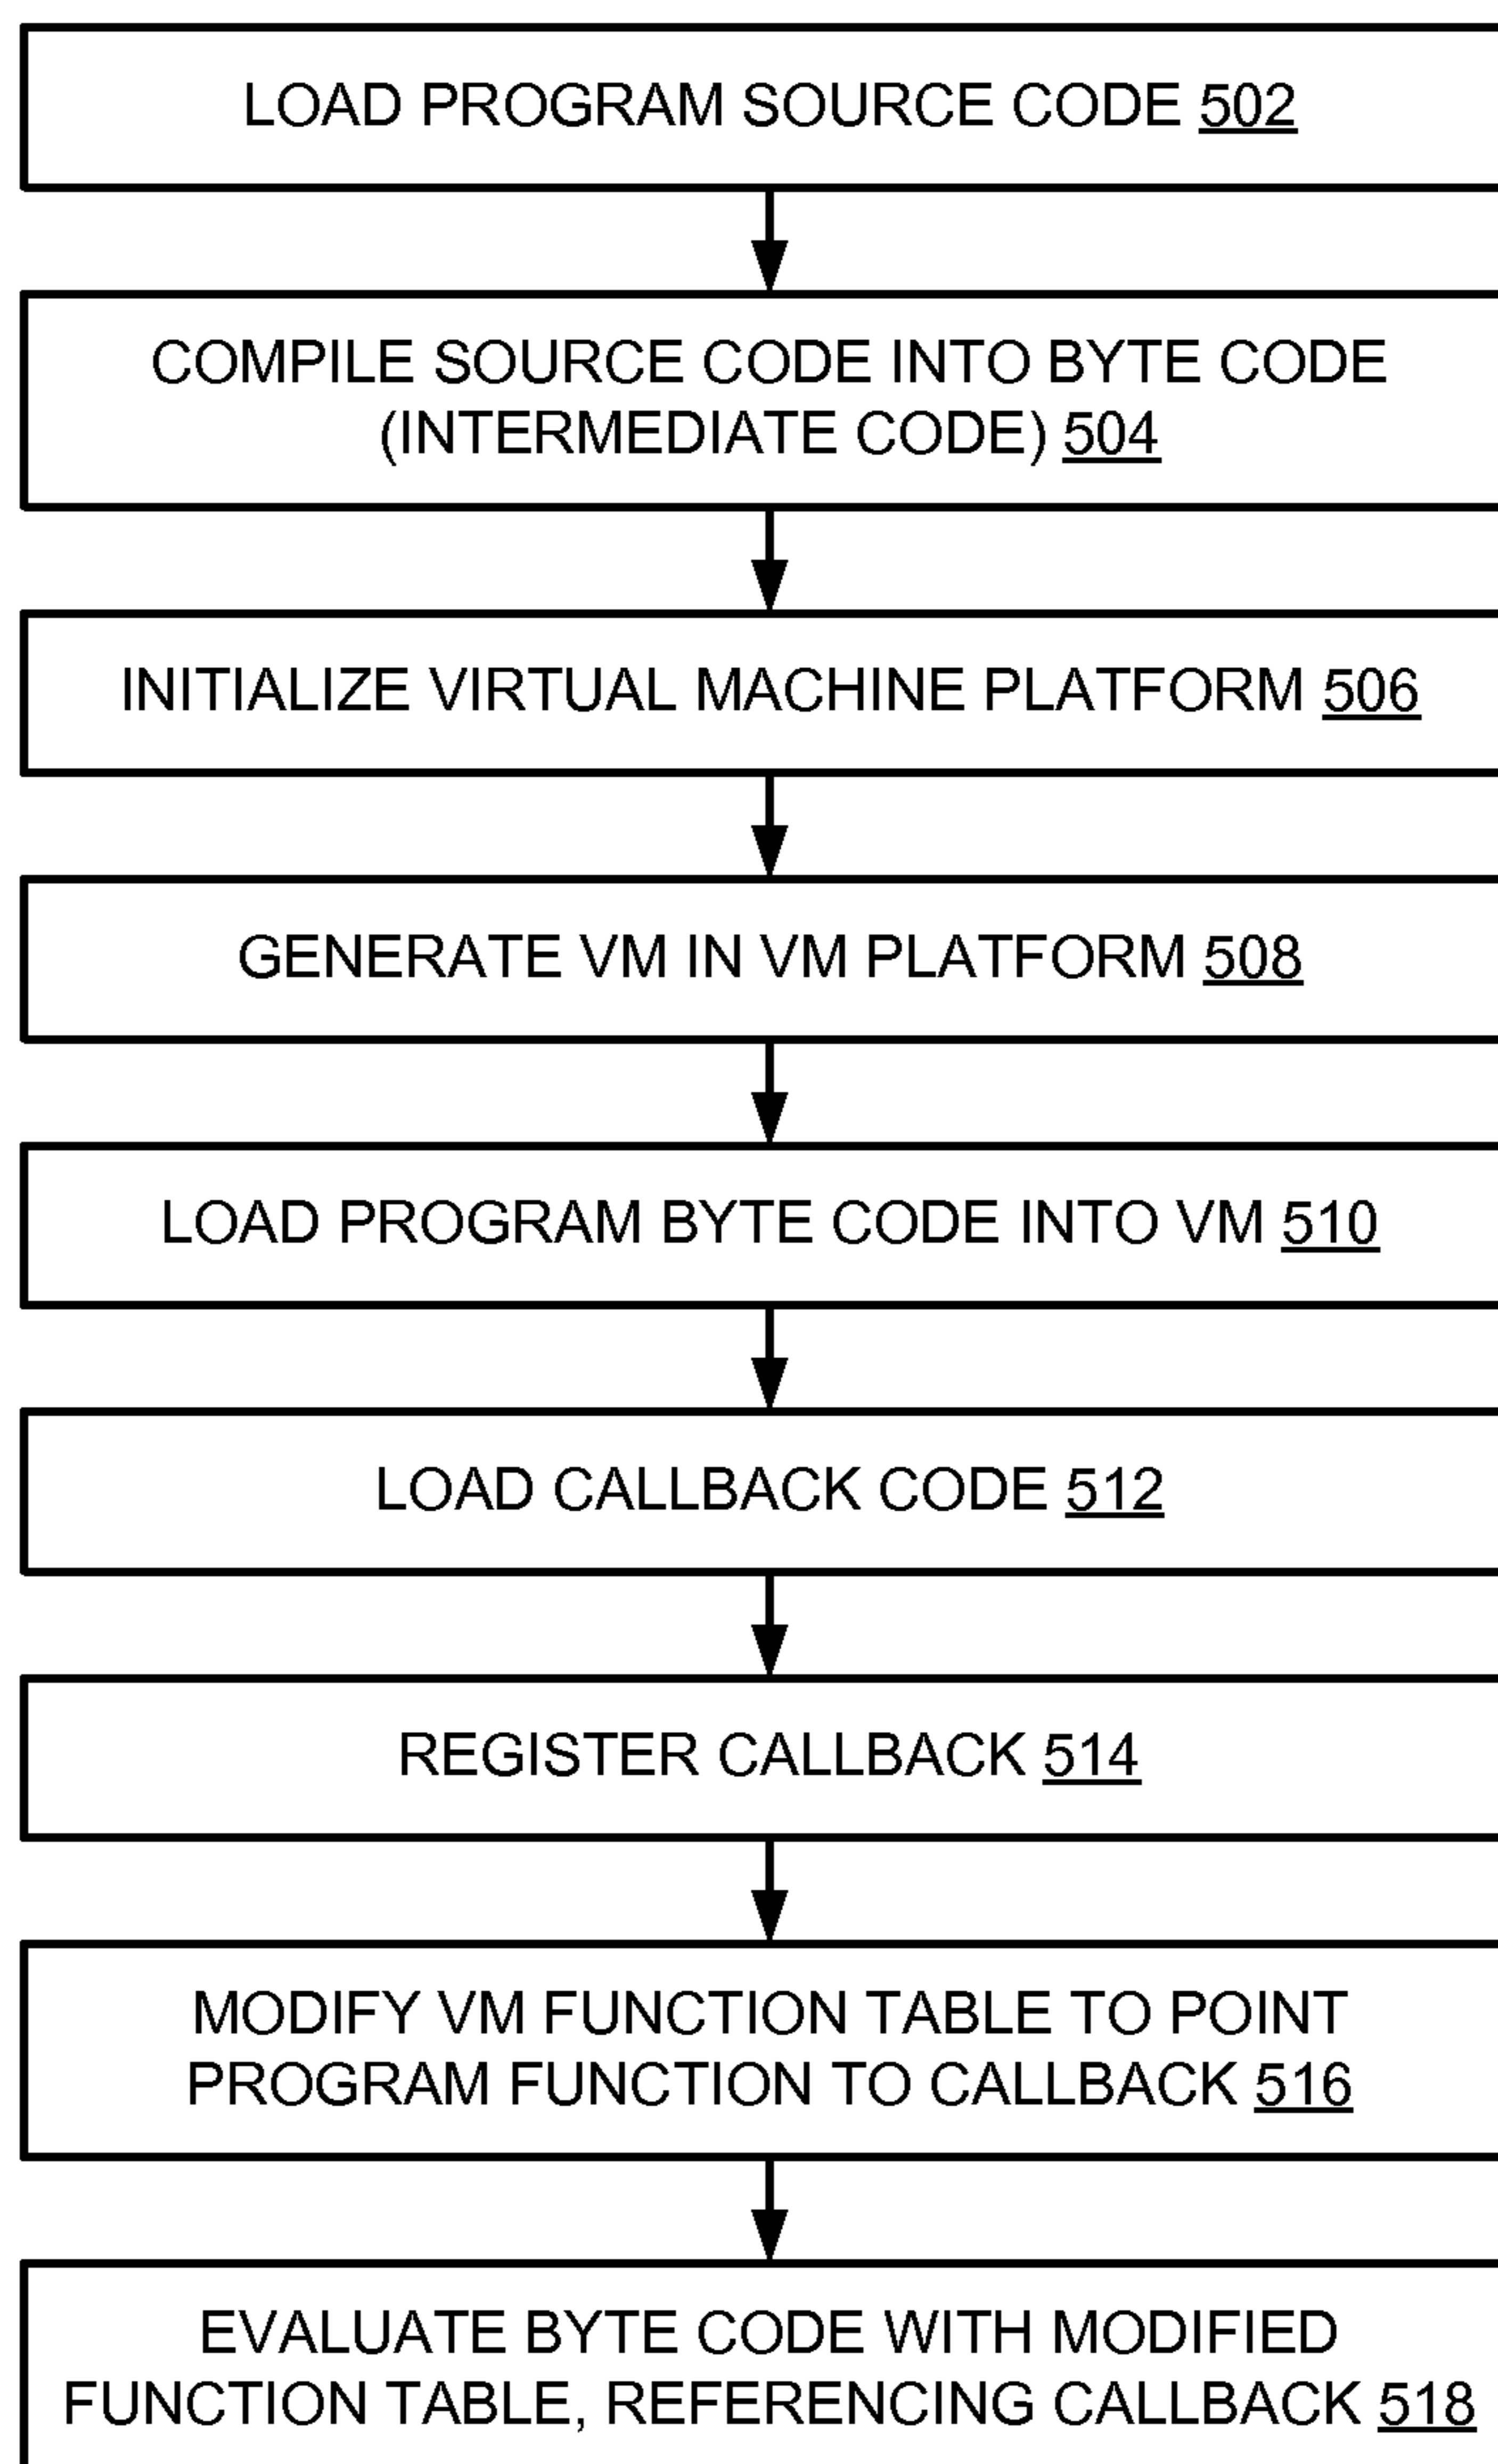 LOAD PROGRAM SOURCE CODE 502
COMPILE SOURCE CODE INTO BYTE CODE
(INTERMEDIATE CODE) 504
INITIALIZE VIRTUAL MACHINE PLATFORM 506
GENERATE VM IN VM PLATFORM 508
LOAD PROGRAM BYTE CODE INTO VM 510
LOAD CALLBACK CODE 512
REGISTER CALLBACK 514
MODIFY VM FUNCTION TABLE TO POINT
PROGRAM FUNCTION TO CALLBACK 516
EVALUATE BYTE CODE WITH MODIFIED
FUNCTION TABLE, REFERENCING CALLBACK 518